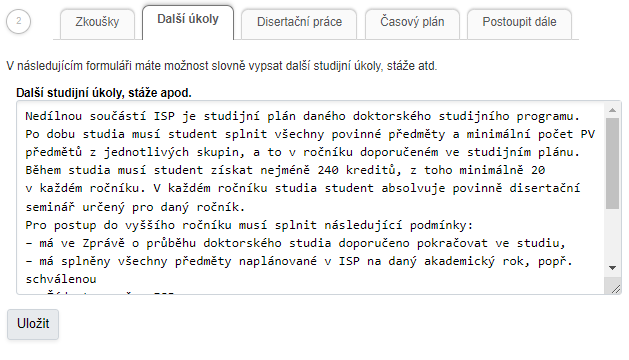 2 Zkoušky Další úkoly Disertační práce Časový plán Postoupit dále
V následujícím formuláři máte možnost slovně vypsat další studijní úkoly, stáže atd.
Další studijní úkoly, stáže apod.
Nedílnou součástí ISP je studijní plán daného doktorského studijního programu.
Po dobu studia musí student splnit všechny povinné předměty a minimální počet PV
předmětů z jednotlivých skupin, a to v ročníku doporučeném ve studijním plánu.
Během studia musí student získat nejméně 240 kreditů, z toho minimálně 20
v každém ročníku. V každém ročníku studia student absolvuje povinně disertační
seminář určený pro daný ročník.
Pro postup do vyššího ročníku musí splnit následující podmínky:
– má ve Zprávě o průběhu doktorského studia doporučeno pokračovat ve studiu,
– má splněny všechny předměty naplánované v ISP na daný akademický rok, popř.
schválenou
Uložit